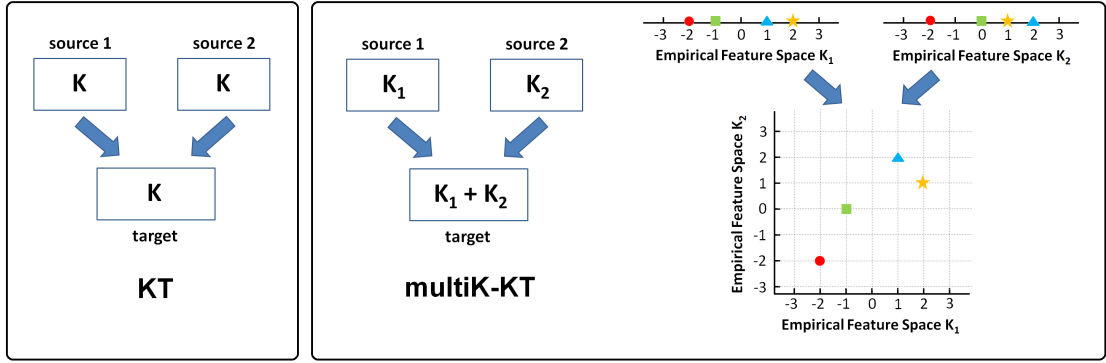 source 1 source 2
K K
K
target
KT
source 1 source 2
K₁ K₂
K₁ + K₂
target
multiK-KT
-3 -2 -1 0 1 2 3
Empirical Feature Space K₁
-3 -2 -1 0 1 2 3
Empirical Feature Space K₂
Empirical Feature Space K₂
3
2
1
0
-1
-2
-3
-3 -2 -1 0 1 2 3
Empirical Feature Space K₁